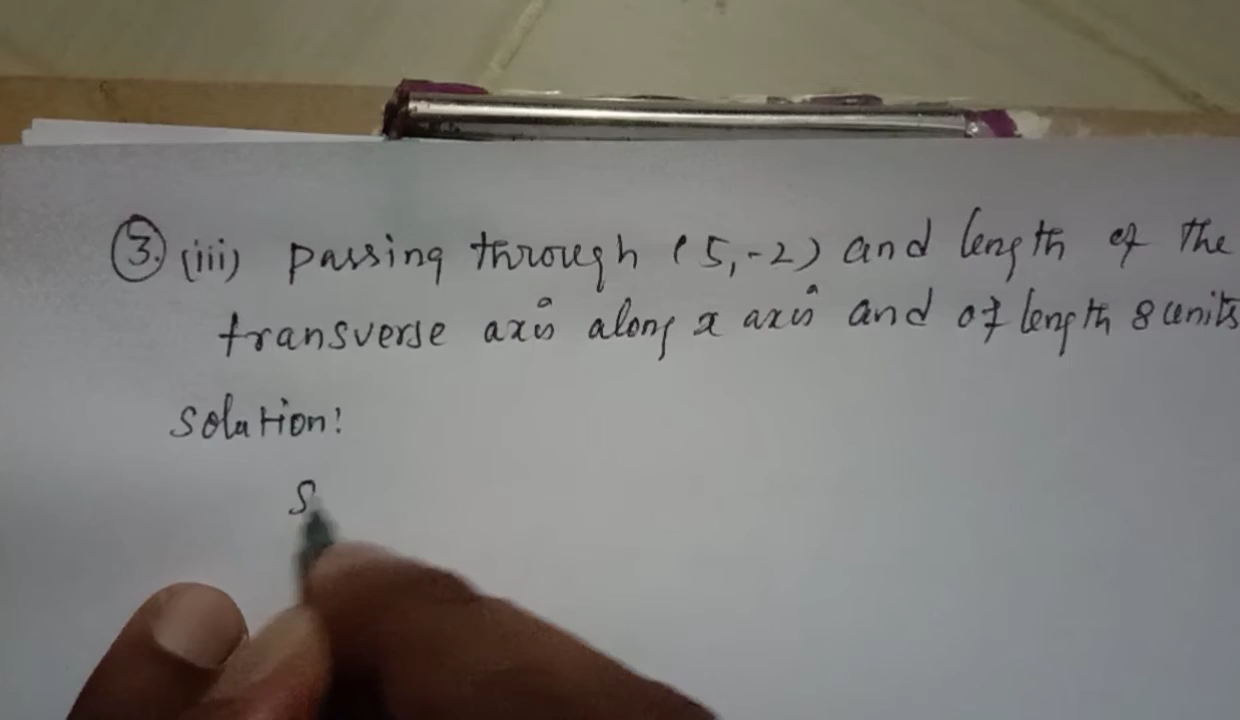 3. (iii) passing through (5,-2) and length of the
transverse axis along x axis and of length 8 units
Solution:
S